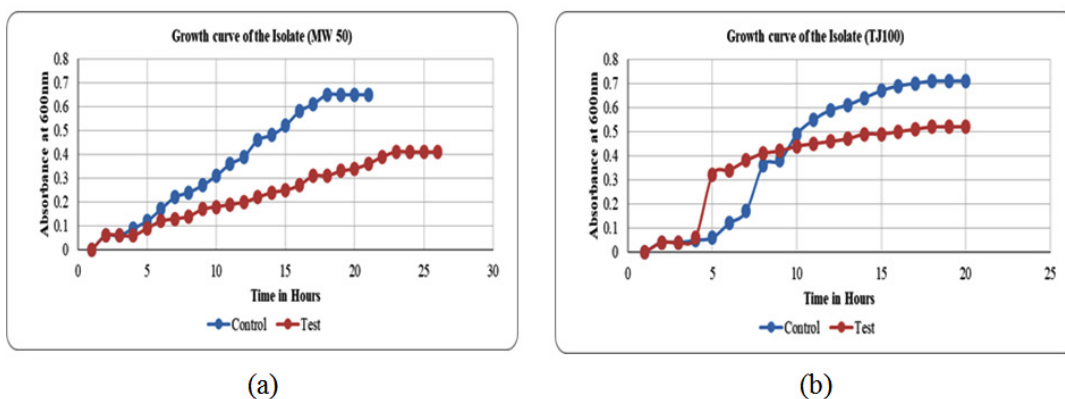 Growth curve of the Isolate (MW 50)
Absorbance at 600nm
0.8
0.7
0.6
0.5
0.4
0.3
0.2
0.1
0
0 5 10 15 20 25 30
Time in Hours
Control Test
(a)
Growth curve of the Isolate (TJ100)
Absorbance at 600nm
0.8
0.7
0.6
0.5
0.4
0.3
0.2
0.1
0
0 5 10 15 20 25
Time in Hours
Control Test
(b)